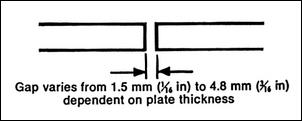 Gap varies from 1.5 mm (1/16 in) to 4.8 mm (3/16 in)
dependent on plate thickness